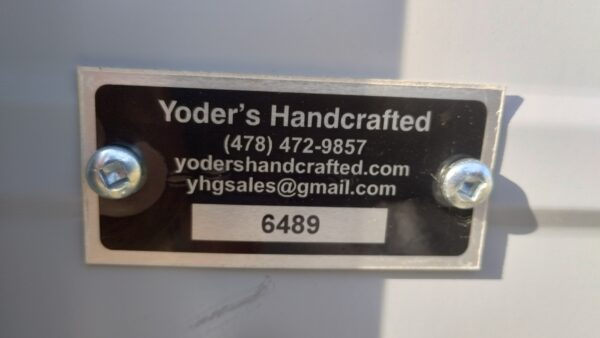 Yoder's Handcrafted
(478) 472-9857
yodershandcrafted.com
yhgsales@gmail.com
6489